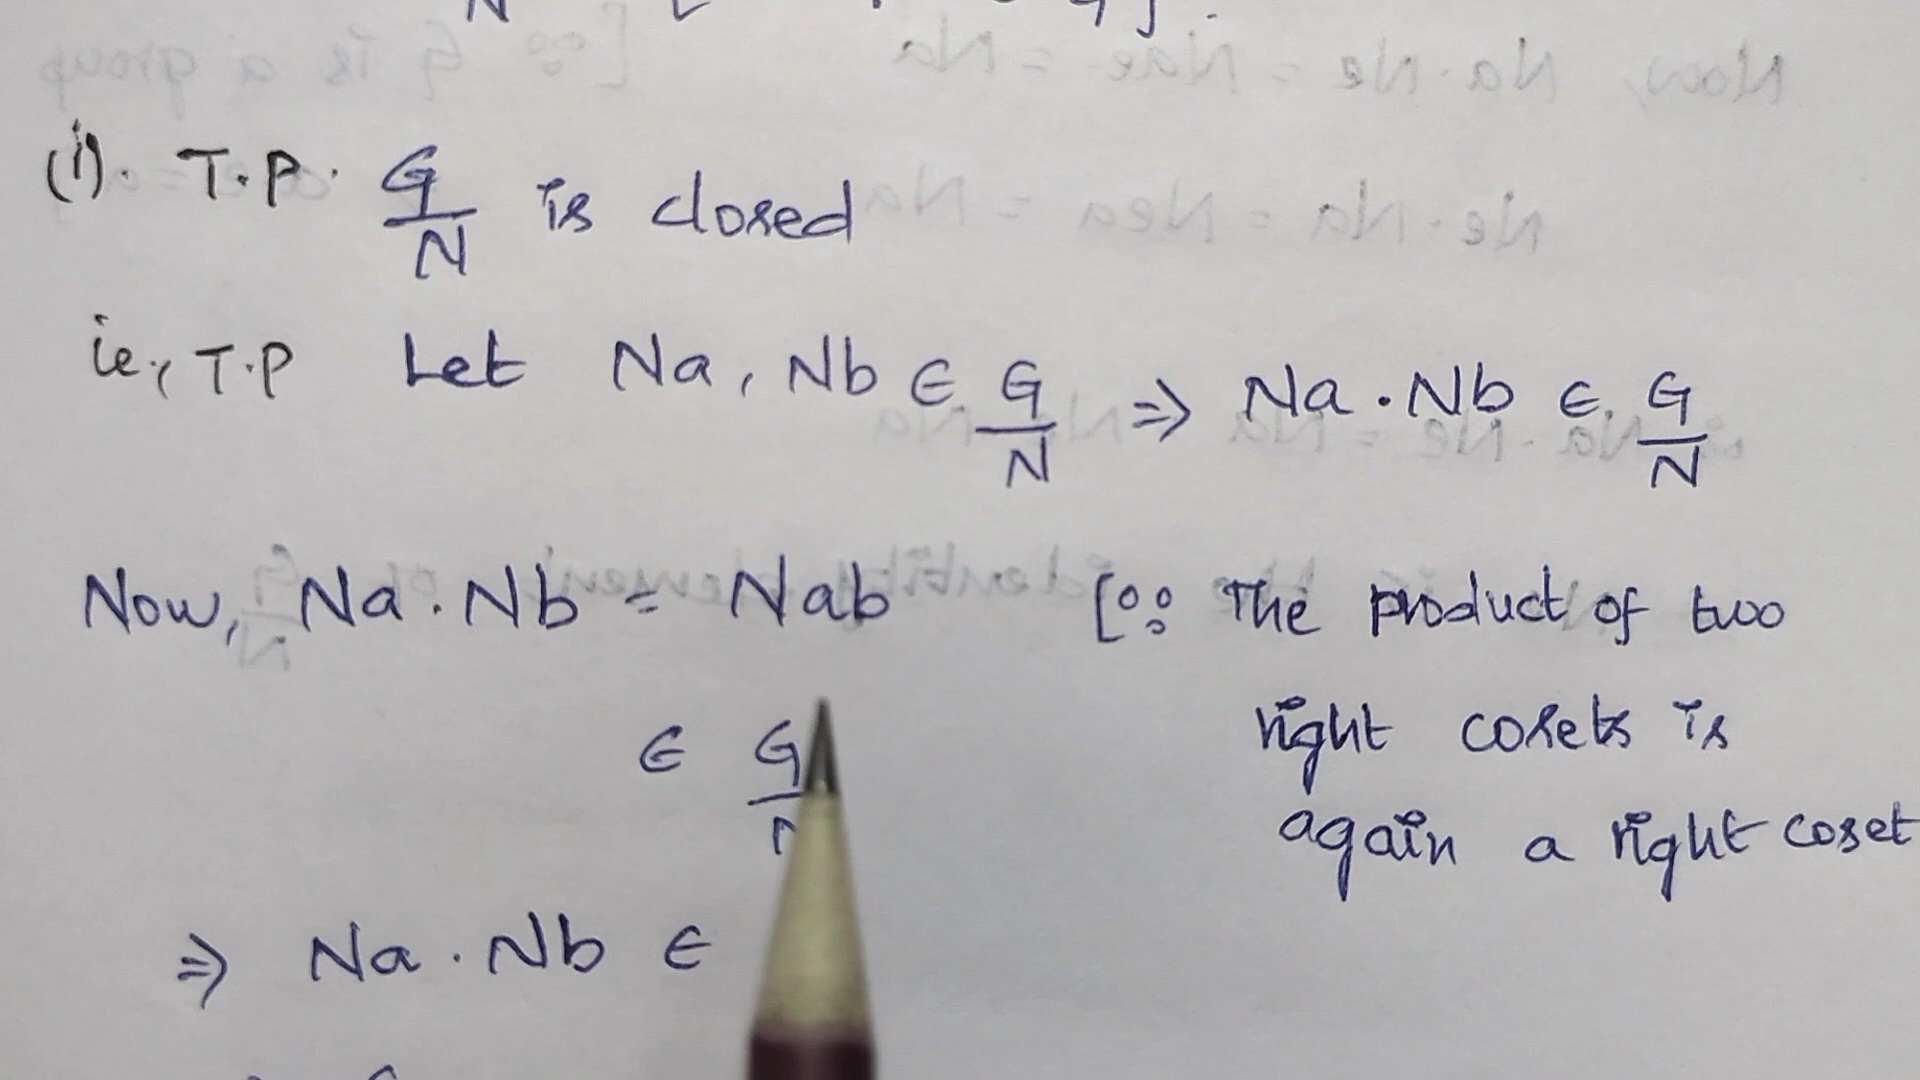 (i). T.P. G/N is closed
ie., T.P Let Na, Nb ∈ G/N ⇒ Na . Nb ∈ G/N
Now, Na . Nb = Nab [∵ The product of two
∈ G/N right cosets is
again a right coset
⇒ Na . Nb ∈